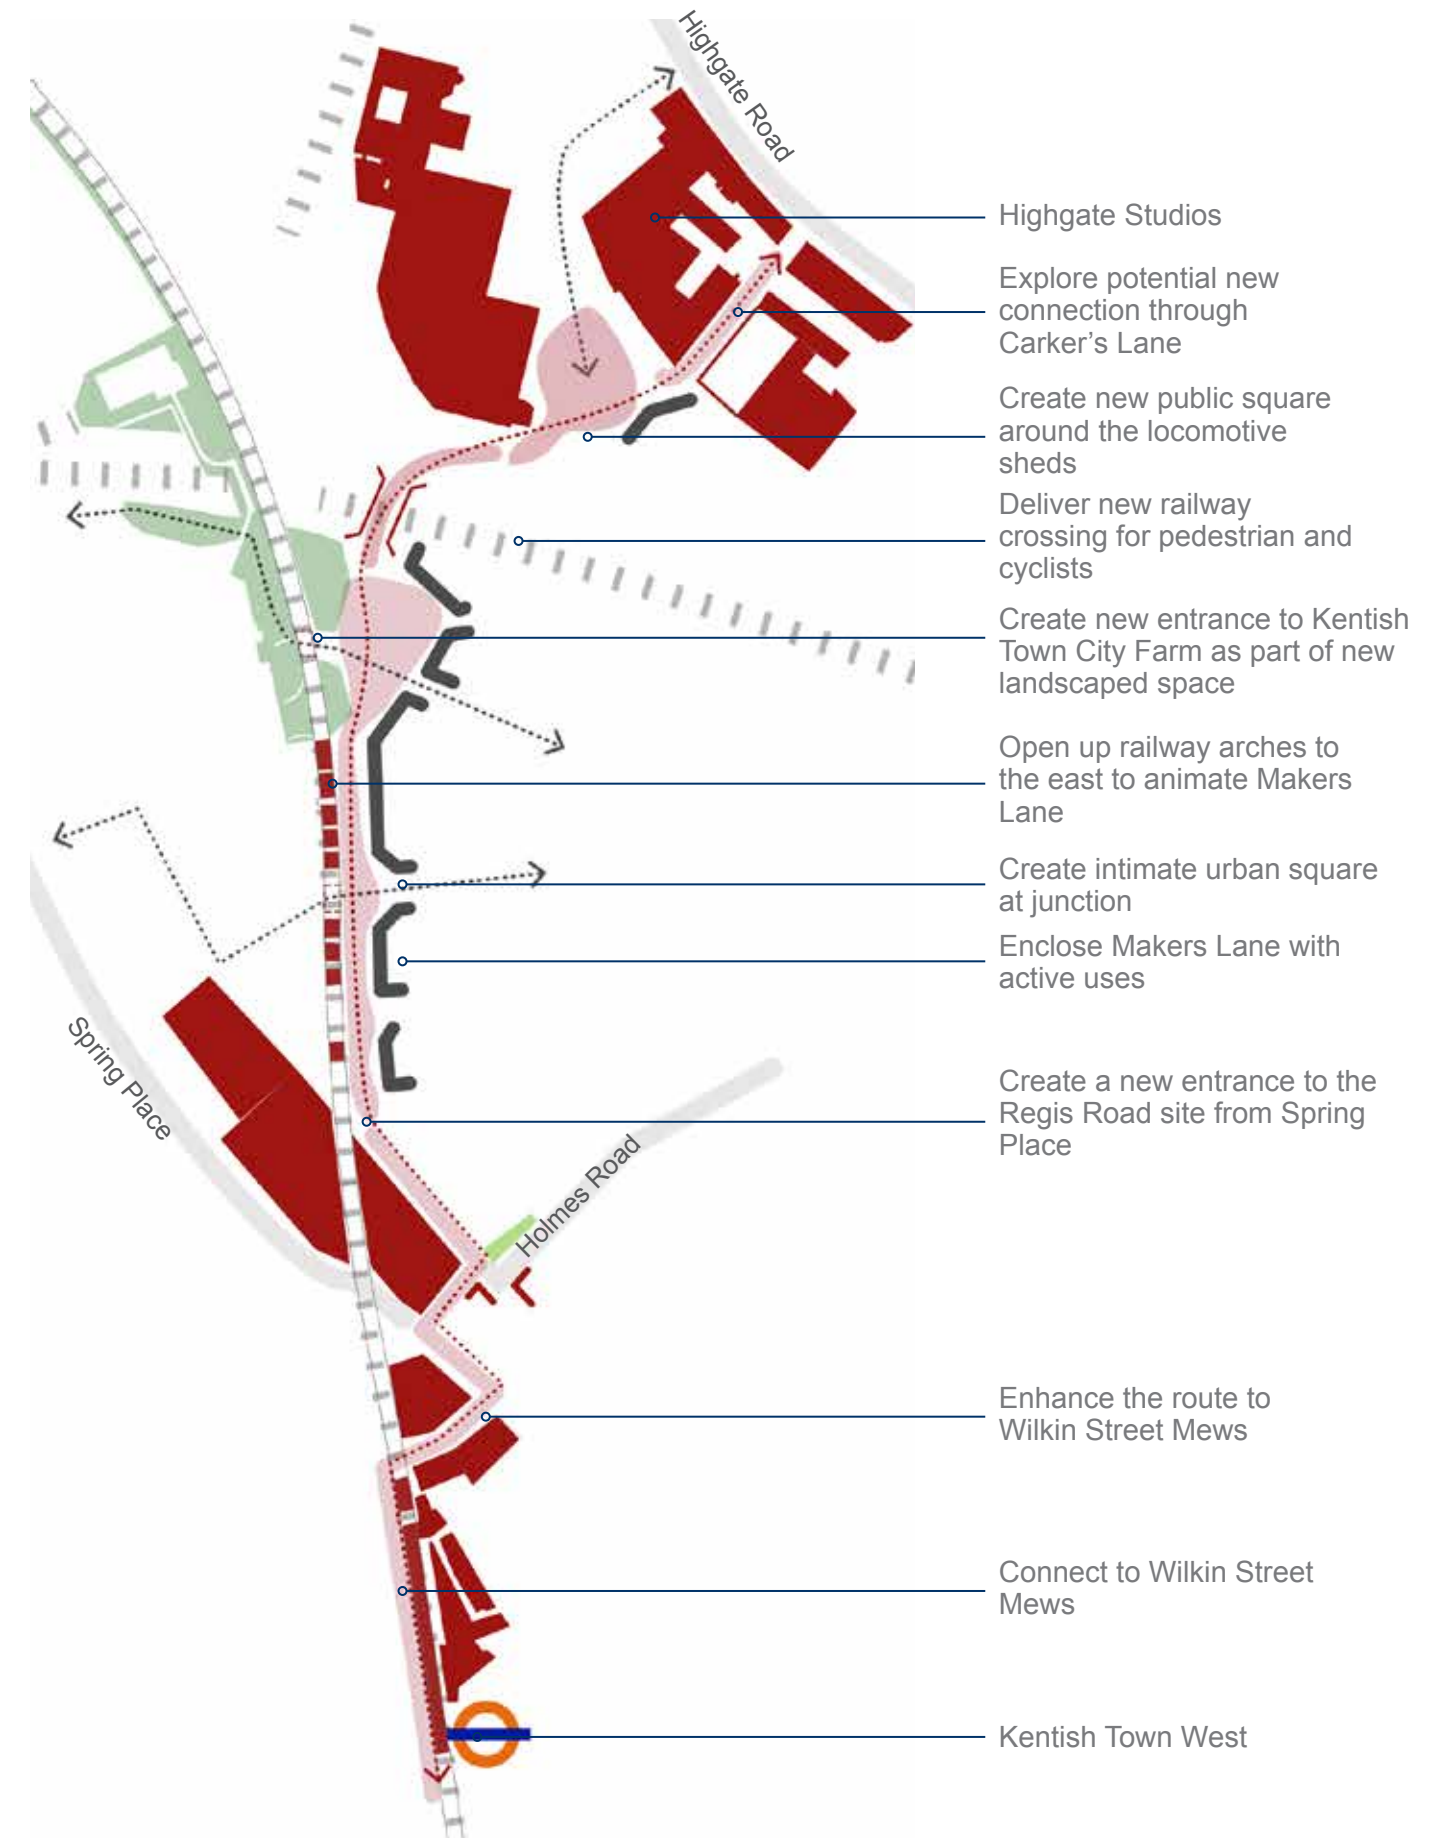 Highgate Road
Highgate Studios
Explore potential new
connection through
Carker's Lane
Create new public square
around the locomotive
sheds
Deliver new railway
crossing for pedestrian and
cyclists
Create new entrance to Kentish
Town City Farm as part of new
landscaped space
Open up railway arches to
the east to animate Makers
Lane
Create intimate urban square
at junction
Enclose Makers Lane with
active uses
Spring Place
Create a new entrance to the
Regis Road site from Spring
Place
Holmes Road
Enhance the route to
Wilkin Street Mews
Connect to Wilkin Street
Mews
Kentish Town West